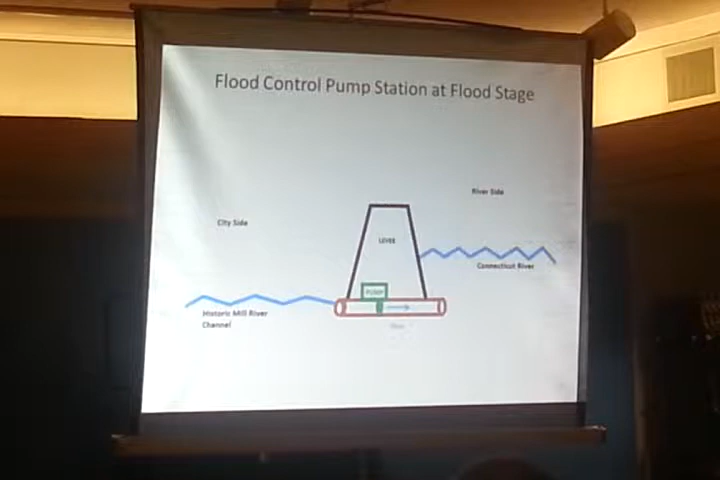 Flood Control Pump Station at Flood Stage
River Side
City Side
LEVEE
Connecticut River
PUMP
Historic Mill River
Channel